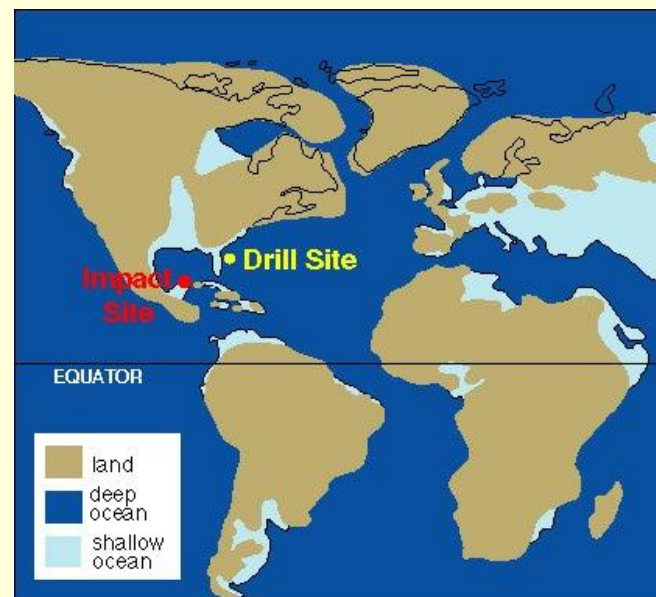 Drill Site
Impact
Site
EQUATOR
land
deep
ocean
shallow
ocean